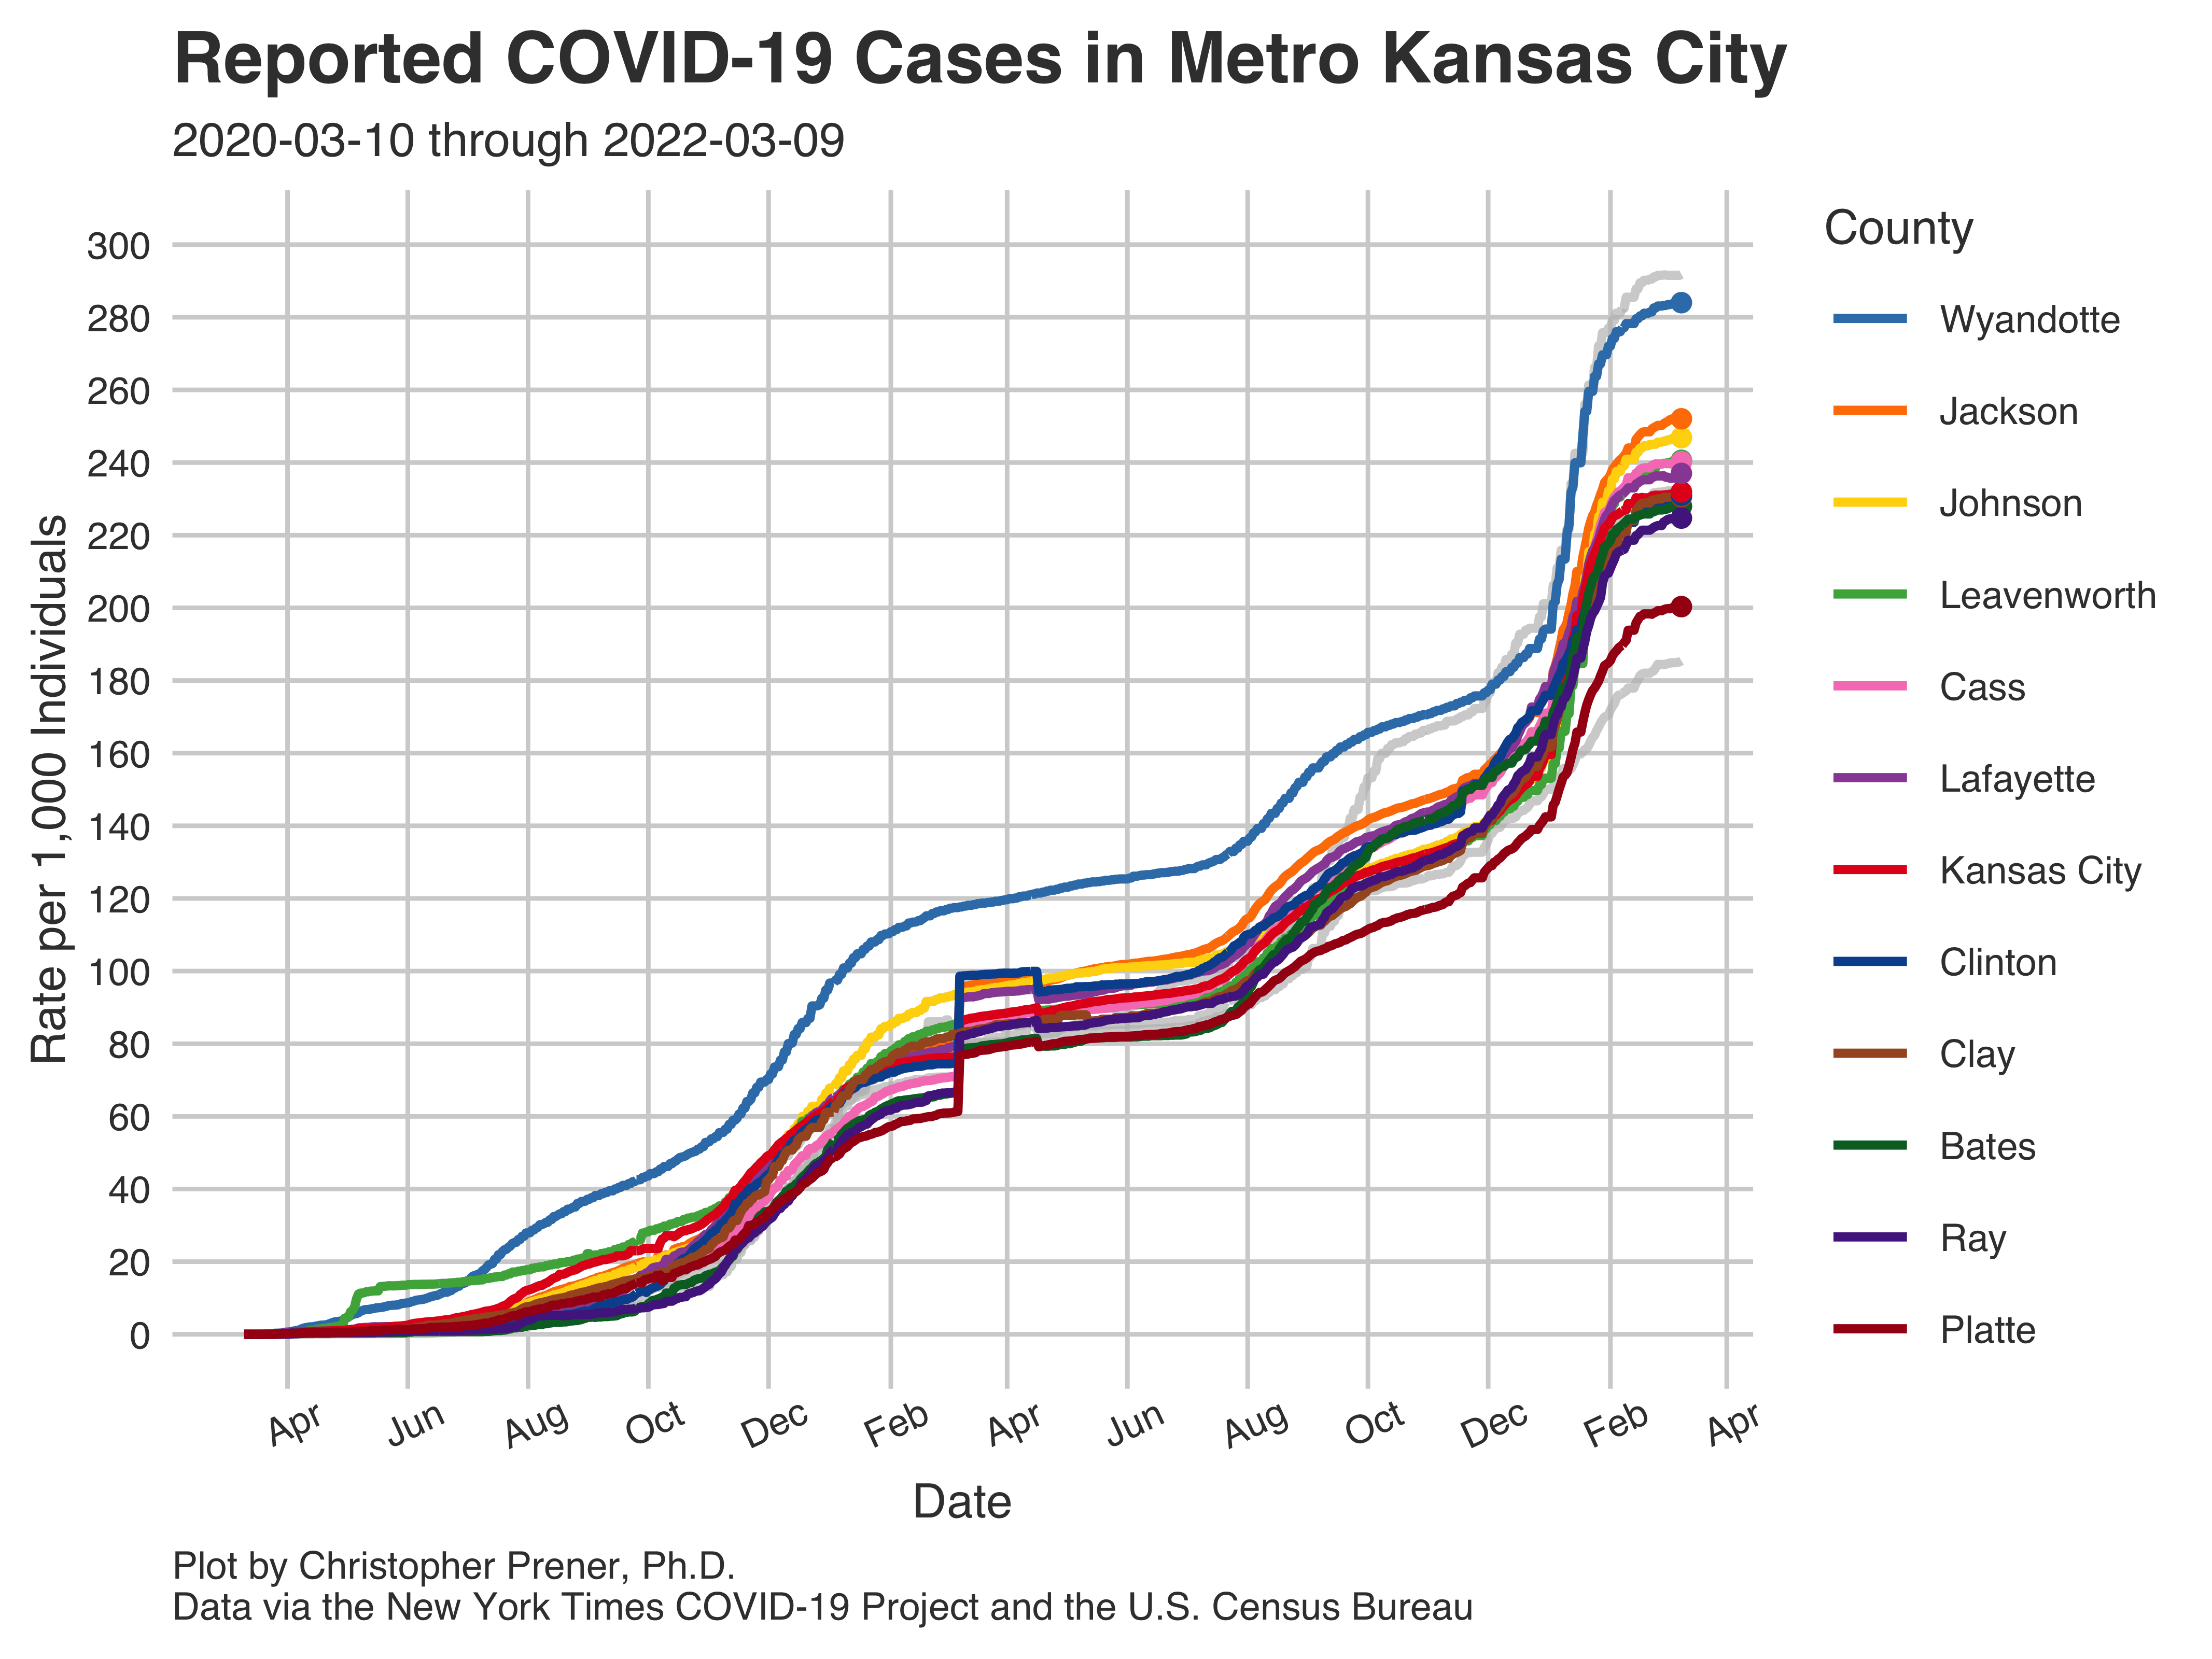 Reported COVID-19 Cases in Metro Kansas City
2020-03-10 through 2022-03-09
Rate per 1,000 Individuals
300
280
260
240
220
200
180
160
140
120
100
80
60
40
20
0
Apr
Jun
Aug
Oct
Dec
Feb
Apr
Jun
Aug
Oct
Dec
Feb
Apr
Date
County
Wyandotte
Jackson
Johnson
Leavenworth
Cass
Lafayette
Kansas City
Clinton
Clay
Bates
Ray
Platte
Plot by Christopher Prener, Ph.D.
Data via the New York Times COVID-19 Project and the U.S. Census Bureau